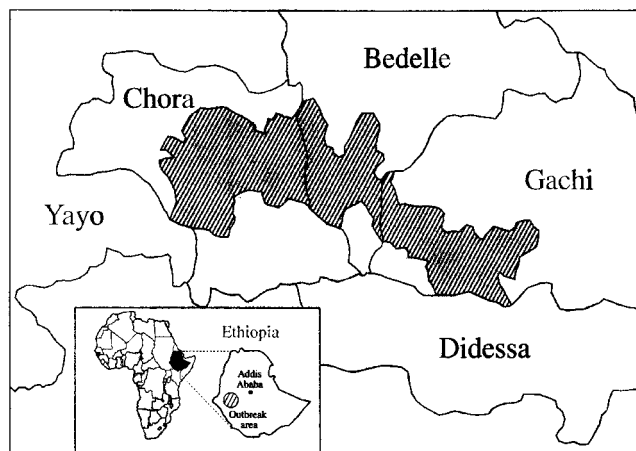 Bedelle
Chora
Gachi
Yayo
Ethiopia
Addis
Ababa
Outbreak
area
Didessa